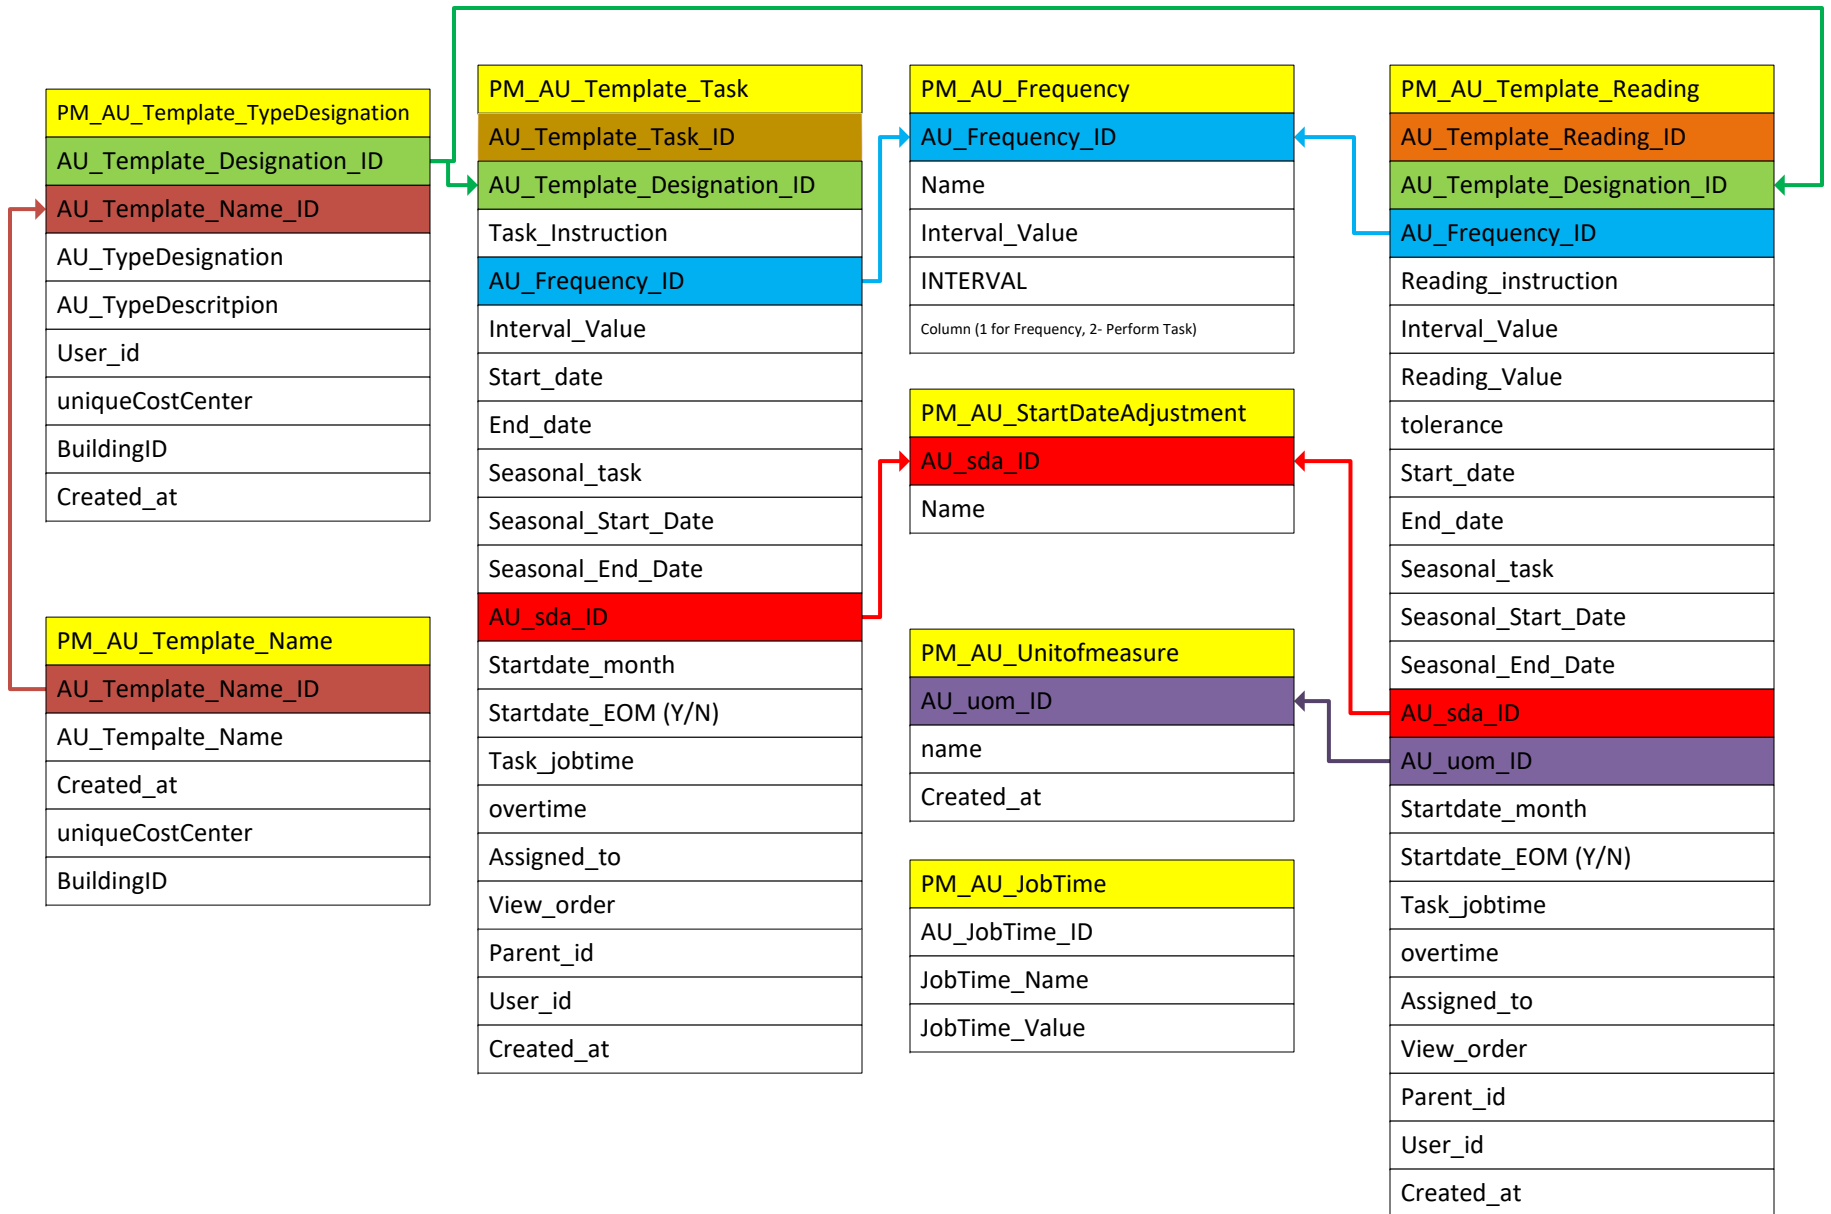 PM_AU_Template_TypeDesignation
AU_Template_Designation_ID
AU_Template_Name_ID
AU_TypeDesignation
AU_TypeDescritpion
User_id
uniqueCostCenter
BuildingID
Created_at
PM_AU_Template_Name
AU_Template_Name_ID
AU_Tempalte_Name
Created_at
uniqueCostCenter
BuildingID
PM_AU_Template_Task
AU_Template_Task_ID
AU_Template_Designation_ID
Task_Instruction
AU_Frequency_ID
Interval_Value
Start_date
End_date
Seasonal_task
Seasonal_Start_Date
Seasonal_End_Date
AU_sda_ID
Startdate_month
Startdate_EOM (Y/N)
Task_jobtime
overtime
Assigned_to
View_order
Parent_id
User_id
Created_at
PM_AU_Frequency
AU_Frequency_ID
Name
Interval_Value
INTERVAL
Column (1 for Frequency, 2- Perform Task)
PM_AU_StartDateAdjustment
AU_sda_ID
Name
PM_AU_Unitofmeasure
AU_uom_ID
name
Created_at
PM_AU_JobTime
AU_JobTime_ID
JobTime_Name
JobTime_Value
PM_AU_Template_Reading
AU_Template_Reading_ID
AU_Template_Designation_ID
AU_Frequency_ID
Reading_instruction
Interval_Value
Reading_Value
tolerance
Start_date
End_date
Seasonal_task
Seasonal_Start_Date
Seasonal_End_Date
AU_sda_ID
AU_uom_ID
Startdate_month
Startdate_EOM (Y/N)
Task_jobtime
overtime
Assigned_to
View_order
Parent_id
User_id
Created_at